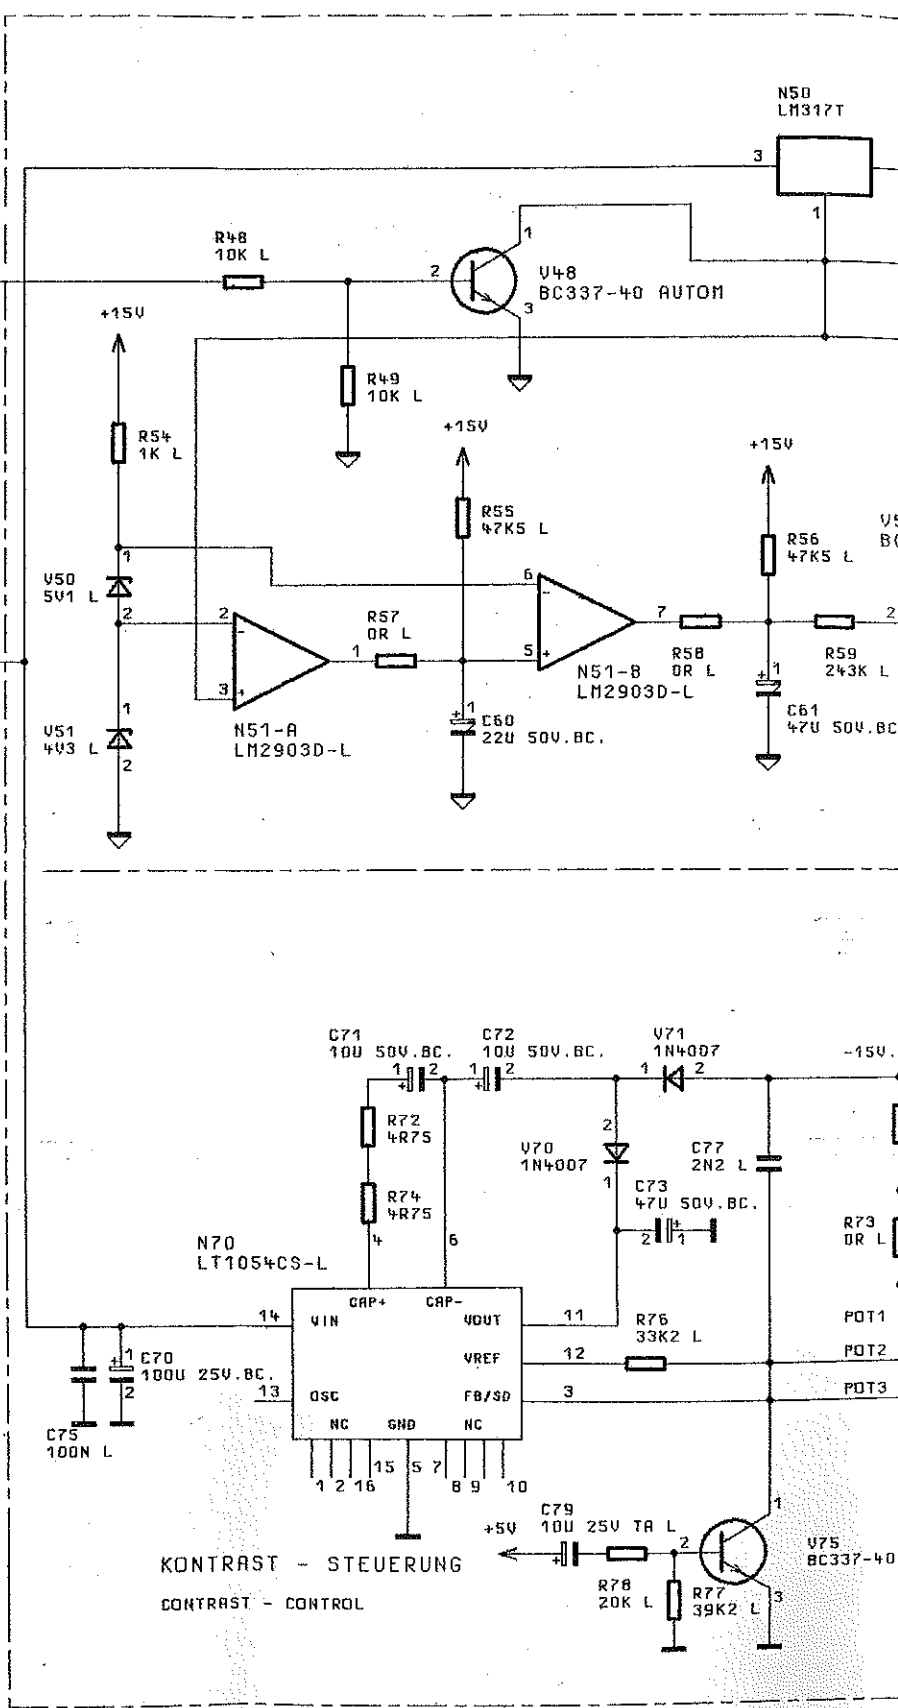 N50
LM317T
3
1
R48
10K L
2
1
3
V48
BC337-40 AUTOM
+15V
R49
10K L
R54
1K L
+15V
+15V
R55
47K5 L
R56
47K5 L
V5
BC
1
V50
5V1 L
2
2
6
R57
0R L
1
3
5
7
R58
0R L
R59
243K L
2
N51-B
LM2903D-L
N51-A
LM2903D-L
1
V51
4V3 L
2
+1
C60
22U 50V.BC.
+1
C61
47U 50V.BC
C71
10U 50V.BC.
1 2
+
C72
10U 50V.BC.
1 2
+
V71
1N4007
1 2
-15V.
R72
4R75
R74
4R75
4
6
2
V70
1N4007
1
C77
2N2 L
C73
47U 50V.BC.
2 + 1
R73
0R L
N70
LT1054CS-L
CAP+ CAP-
14 VIN VOUT 11
R76
33K2 L
POT1
VREF 12
POT2
+1
C70
100U 25V.BC.
2
13 OSC FB/SD 3
POT3
NC GND NC
C75
100N L
1 2 16 15 5 7 8 9 10
C79
10U 25V TA L
+5V
+
2
1
3
V75
BC337-40
R78
20K L
R77
39K2 L
KONTRAST - STEUERUNG
CONTRAST - CONTROL